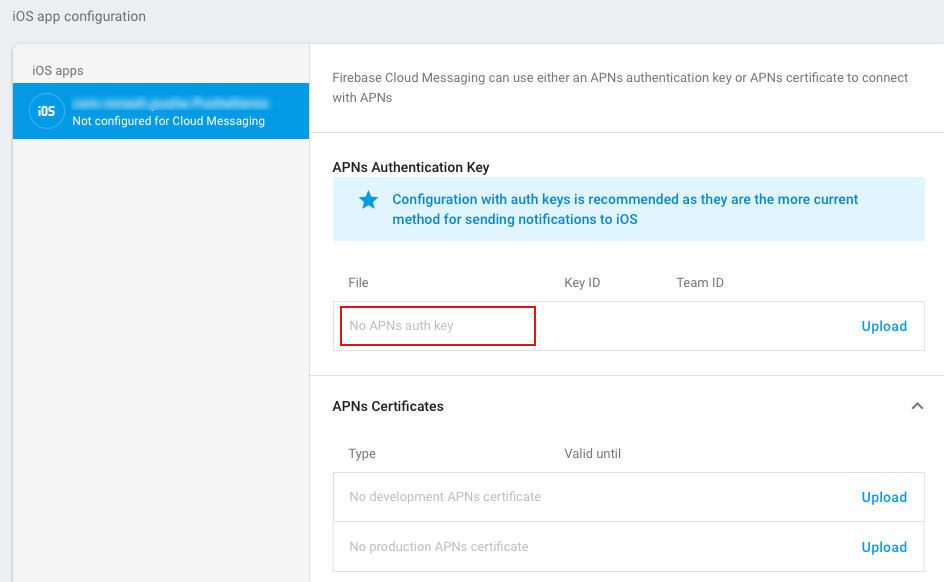 iOS app configuration
iOS apps
iOS
Not configured for Cloud Messaging
Firebase Cloud Messaging can use either an APNs authentication key or APNs certificate to connect
with APNs
APNs Authentication Key
Configuration with auth keys is recommended as they are the more current
method for sending notifications to iOS
File Key ID Team ID
No APNs auth key Upload
APNs Certificates
Type Valid until
No development APNs certificate Upload
No production APNs certificate Upload